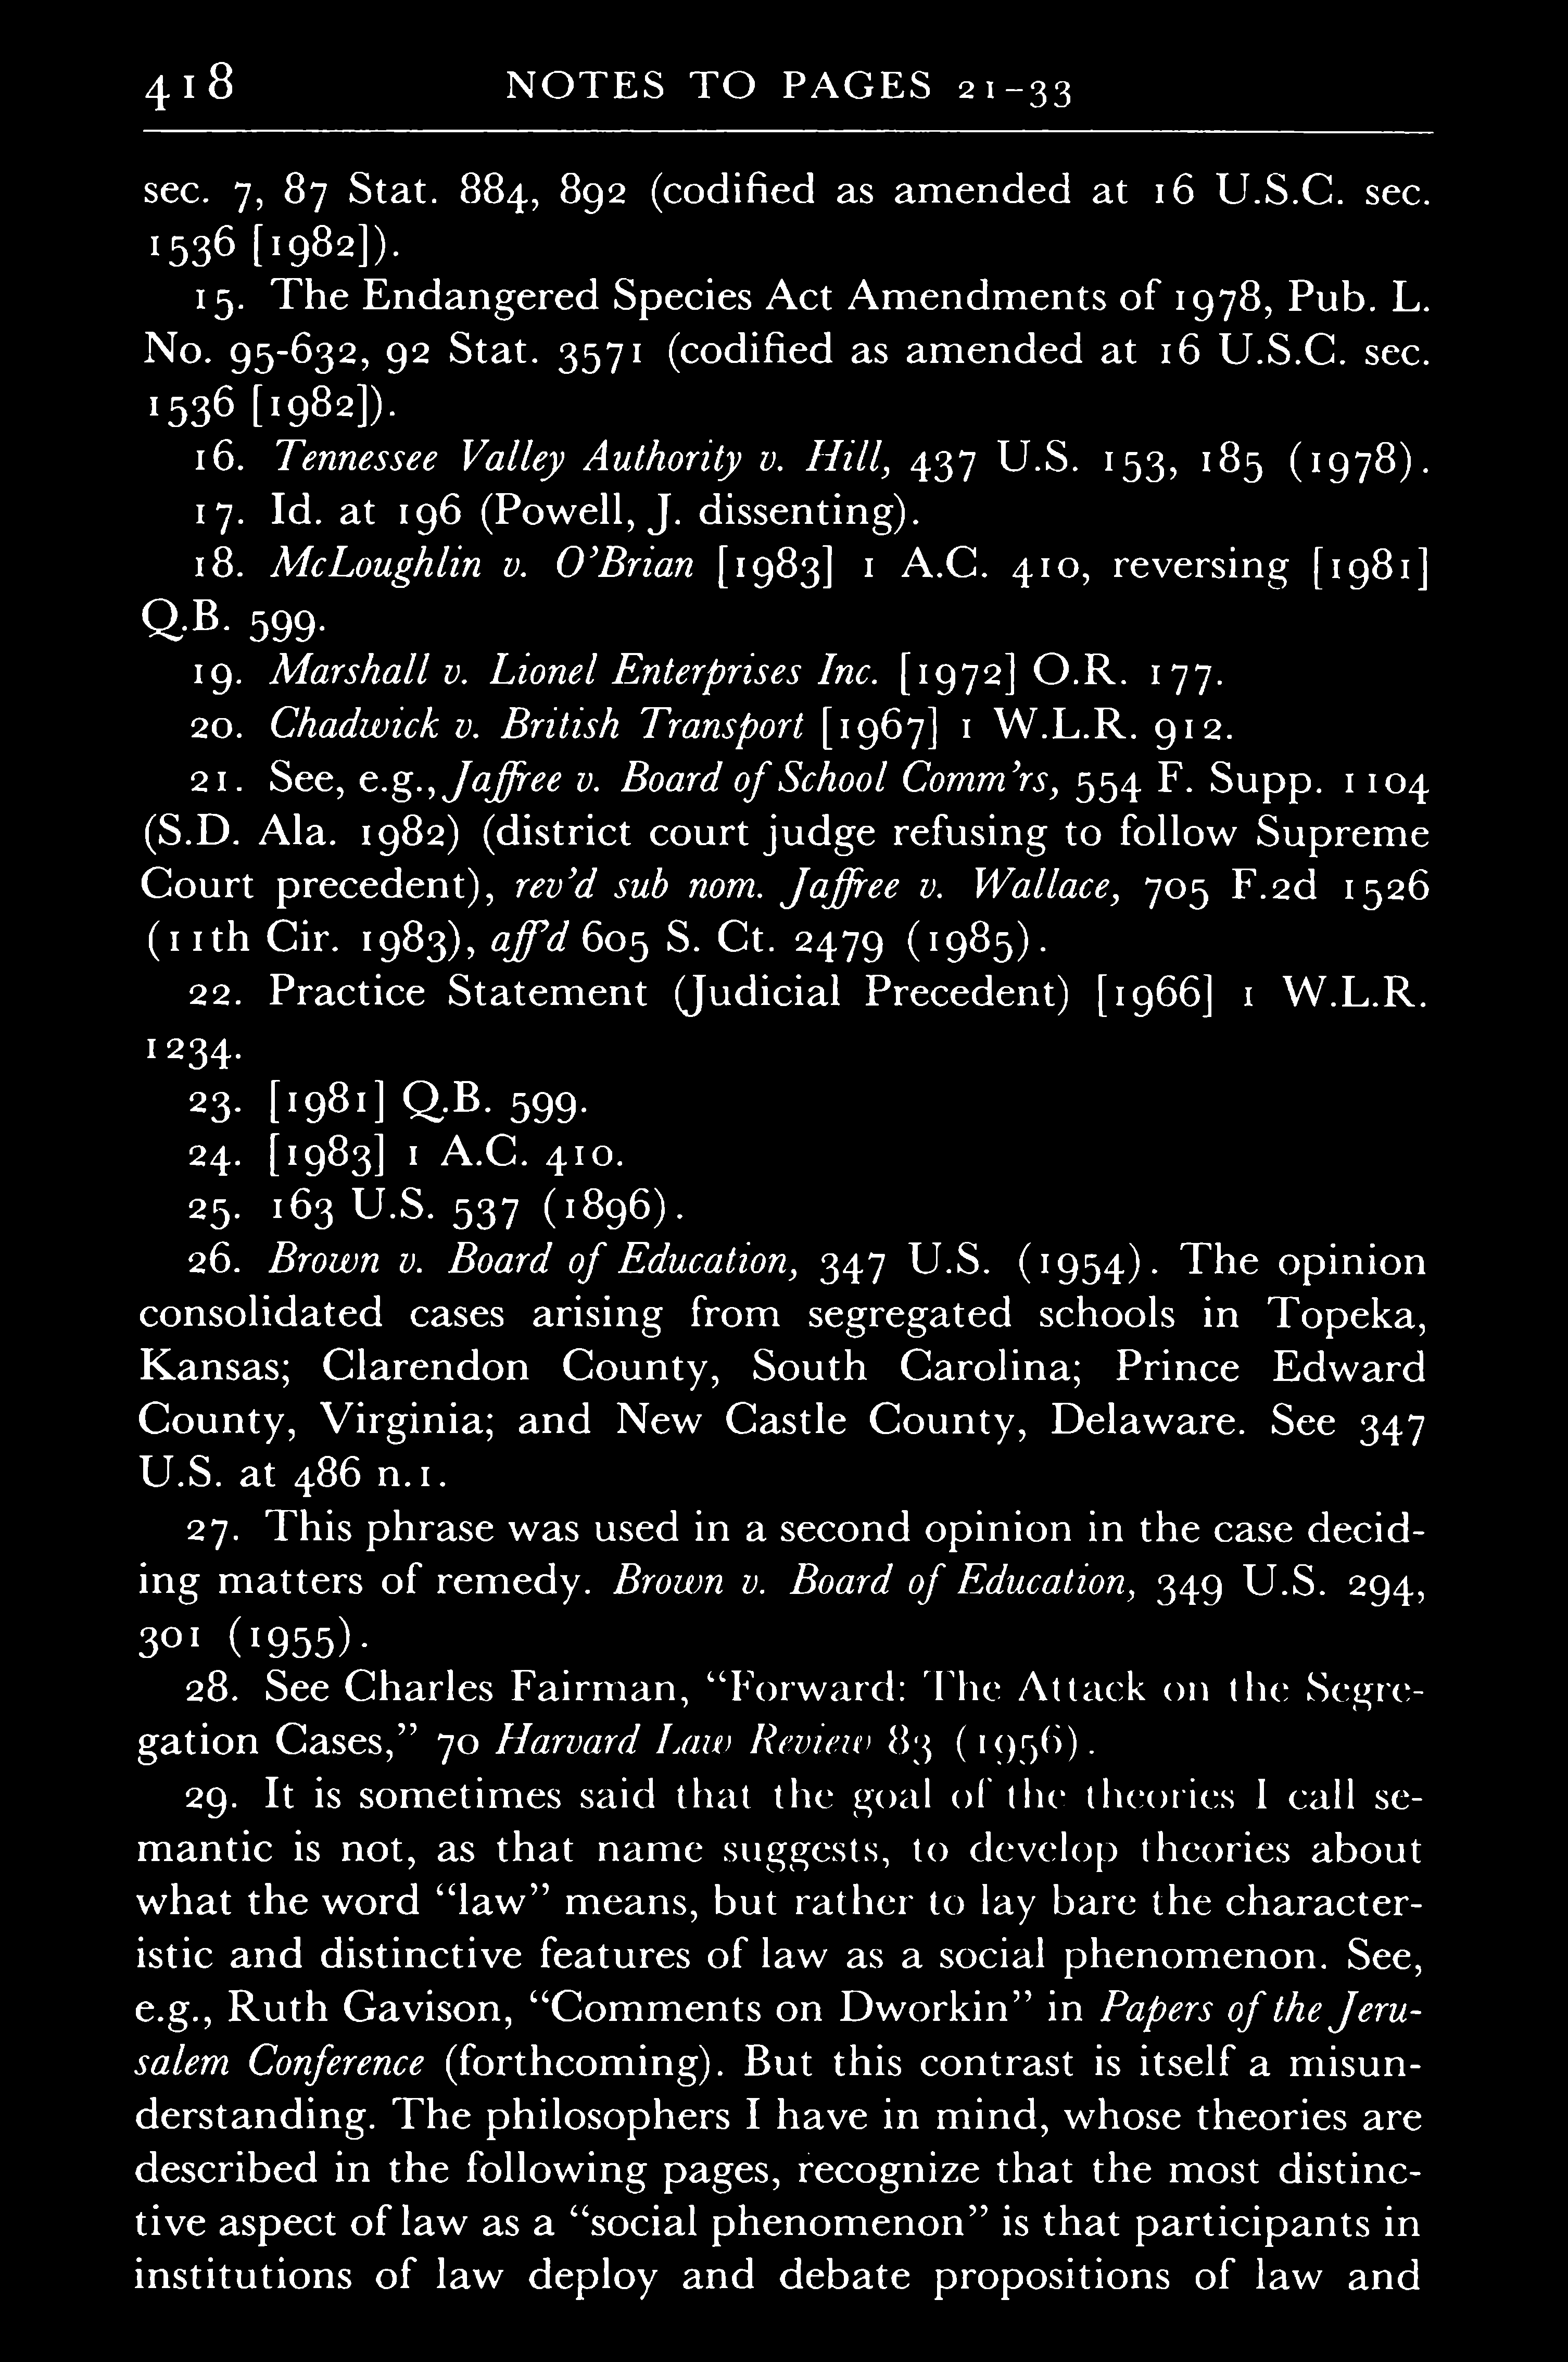 418 NOTES TO PAGES 21-33
sec. 7, 87 Stat. 884, 892 (codified as amended at 16 U.S.C. sec.
1536 [1982]).
15. The Endangered Species Act Amendments of 1978, Pub. L.
No. 95-632, 92 Stat. 3571 (codified as amended at 16 U.S.C. sec.
1536 [1982]).
16. Tennessee Valley Authority v. Hill, 437 U.S. 153, 185 (1978).
17. Id. at 196 (Powell, J. dissenting).
18. McLoughlin v. O’Brian [1983] 1 A.C. 410, reversing [1981]
Q.B. 599.
19. Marshall v. Lionel Enterprises Inc. [1972] O.R. 177.
20. Chadwick v. British Transport [1967] 1 W.L.R. 912.
21. See, e.g., Jaffree v. Board of School Comm’rs, 554 F. Supp. 1104
(S.D. Ala. 1982) (district court judge refusing to follow Supreme
Court precedent), rev’d sub nom. Jaffree v. Wallace, 705 F.2d 1526
(11th Cir. 1983), aff’d 605 S. Ct. 2479 (1985).
22. Practice Statement (Judicial Precedent) [1966] 1 W.L.R.
1234.
23. [1981] Q.B. 599.
24. [1983] 1 A.C. 410.
25. 163 U.S. 537 (1896).
26. Brown v. Board of Education, 347 U.S. (1954). The opinion
consolidated cases arising from segregated schools in Topeka,
Kansas; Clarendon County, South Carolina; Prince Edward
County, Virginia; and New Castle County, Delaware. See 347
U.S. at 486 n.1.
27. This phrase was used in a second opinion in the case decid-
ing matters of remedy. Brown v. Board of Education, 349 U.S. 294,
301 (1955).
28. See Charles Fairman, “Forward: The Attack on the Segre-
gation Cases,” 70 Harvard Law Review 83 (1956).
29. It is sometimes said that the goal of the theories I call se-
mantic is not, as that name suggests, to develop theories about
what the word “law” means, but rather to lay bare the character-
istic and distinctive features of law as a social phenomenon. See,
e.g., Ruth Gavison, “Comments on Dworkin” in Papers of the Jeru-
salem Conference (forthcoming). But this contrast is itself a misun-
derstanding. The philosophers I have in mind, whose theories are
described in the following pages, recognize that the most distinc-
tive aspect of law as a “social phenomenon” is that participants in
institutions of law deploy and debate propositions of law and